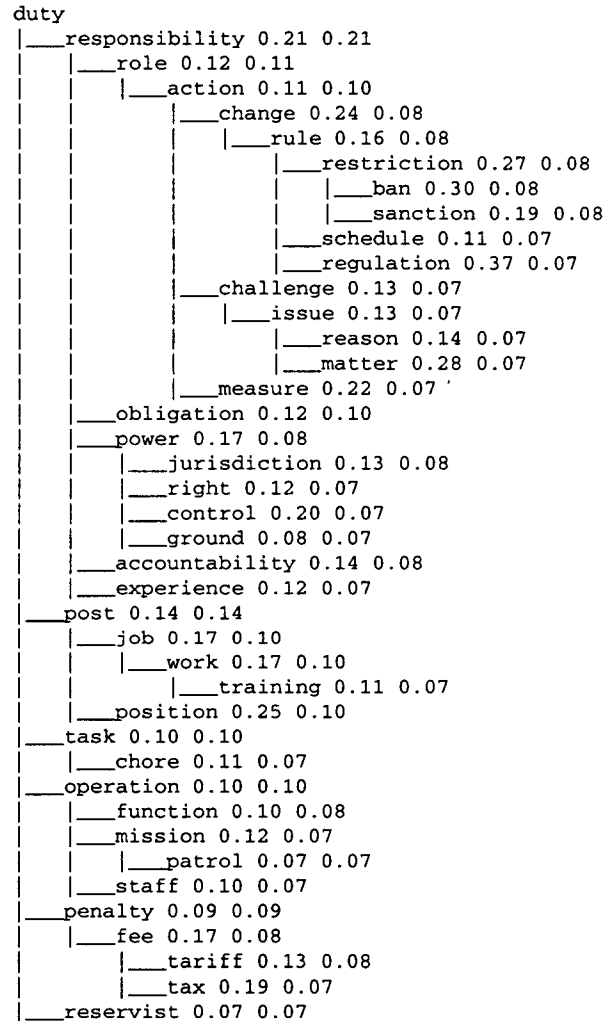 duty
|___responsibility 0.21 0.21
|   |___role 0.12 0.11
|   |   |___action 0.11 0.10
|   |       |___change 0.24 0.08
|   |       |   |___rule 0.16 0.08
|   |       |       |___restriction 0.27 0.08
|   |       |       |   |___ban 0.30 0.08
|   |       |       |   |___sanction 0.19 0.08
|   |       |       |___schedule 0.11 0.07
|   |       |       |___regulation 0.37 0.07
|   |       |___challenge 0.13 0.07
|   |       |   |___issue 0.13 0.07
|   |       |       |___reason 0.14 0.07
|   |       |       |___matter 0.28 0.07
|   |       |___measure 0.22 0.07
|   |___obligation 0.12 0.10
|   |___power 0.17 0.08
|   |   |___jurisdiction 0.13 0.08
|   |   |___right 0.12 0.07
|   |   |___control 0.20 0.07
|   |   |___ground 0.08 0.07
|   |___accountability 0.14 0.08
|   |___experience 0.12 0.07
|___post 0.14 0.14
|   |___job 0.17 0.10
|   |   |___work 0.17 0.10
|   |       |___training 0.11 0.07
|   |___position 0.25 0.10
|___task 0.10 0.10
|   |___chore 0.11 0.07
|___operation 0.10 0.10
|   |___function 0.10 0.08
|   |___mission 0.12 0.07
|   |   |___patrol 0.07 0.07
|   |___staff 0.10 0.07
|___penalty 0.09 0.09
|   |___fee 0.17 0.08
|       |___tariff 0.13 0.08
|       |___tax 0.19 0.07
|___reservist 0.07 0.07